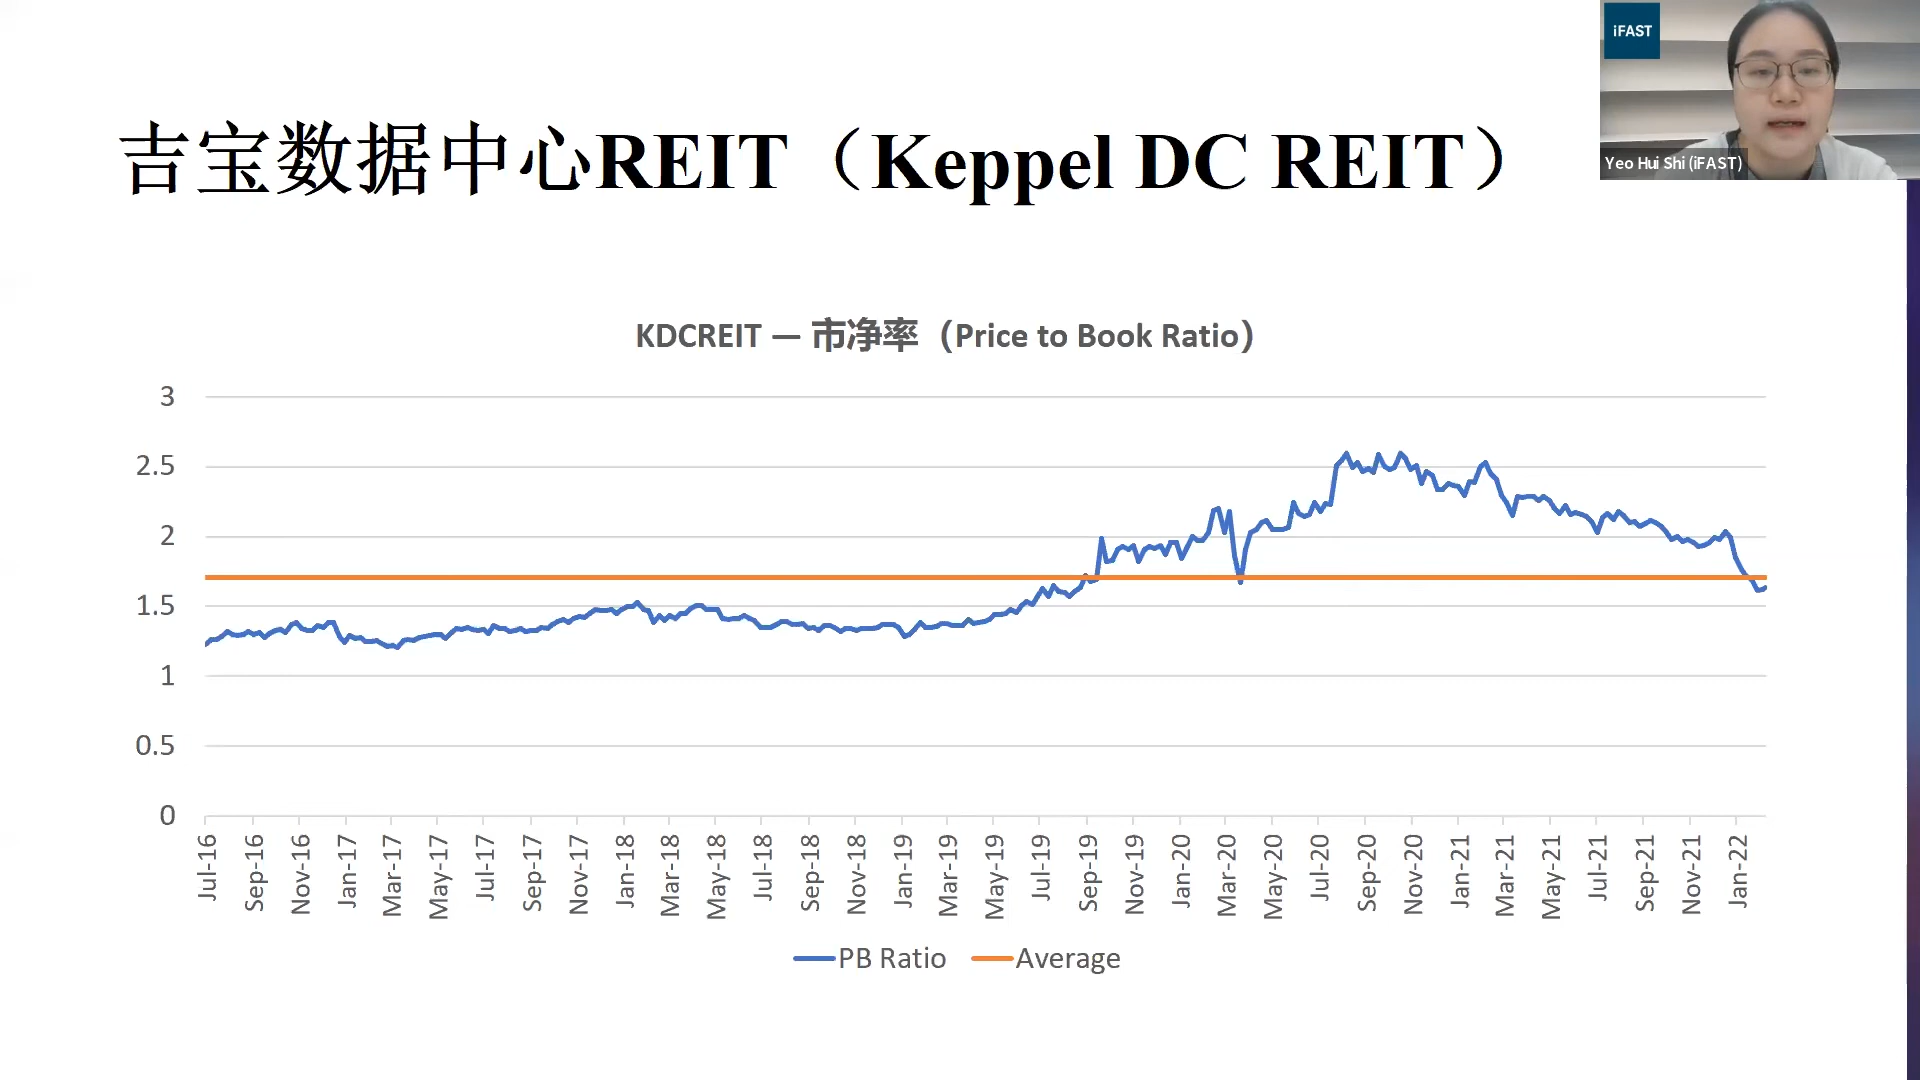 iFAST
Yeo Hui Shi (iFAST)
吉宝数据中心REIT（Keppel DC REIT）
KDCREIT — 市净率（Price to Book Ratio）
3
2.5
2
1.5
1
0.5
0
Jul-16 Sep-16 Nov-16 Jan-17 Mar-17 May-17 Jul-17 Sep-17 Nov-17 Jan-18 Mar-18 May-18 Jul-18 Sep-18 Nov-18 Jan-19 Mar-19 May-19 Jul-19 Sep-19 Nov-19 Jan-20 Mar-20 May-20 Jul-20 Sep-20 Nov-20 Jan-21 Mar-21 May-21 Jul-21 Sep-21 Nov-21 Jan-22
PB Ratio Average